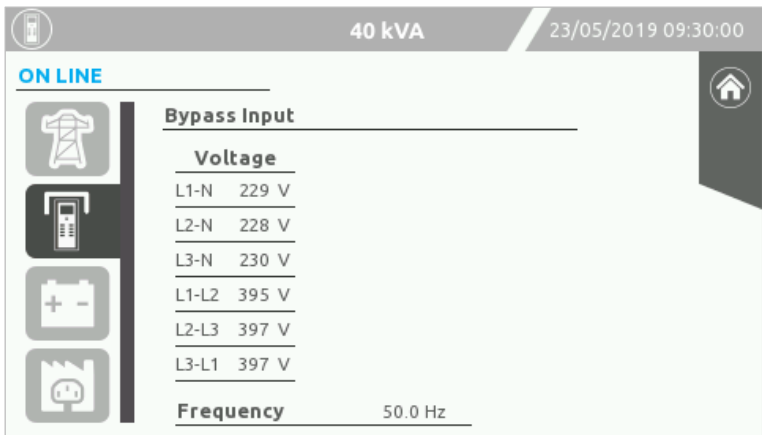 40 kVA 23/05/2019 09:30:00
ON LINE
Bypass Input
Voltage
L1-N 229 V
L2-N 228 V
L3-N 230 V
L1-L2 395 V
L2-L3 397 V
L3-L1 397 V
Frequency 50.0 Hz